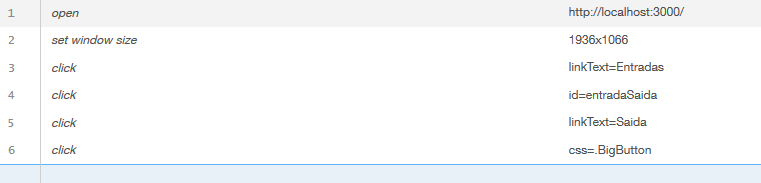 1 open http://localhost:3000/
2 set window size 1936x1066
3 click linkText=Entradas
4 click id=entradaSaida
5 click linkText=Saida
6 click css=.BigButton